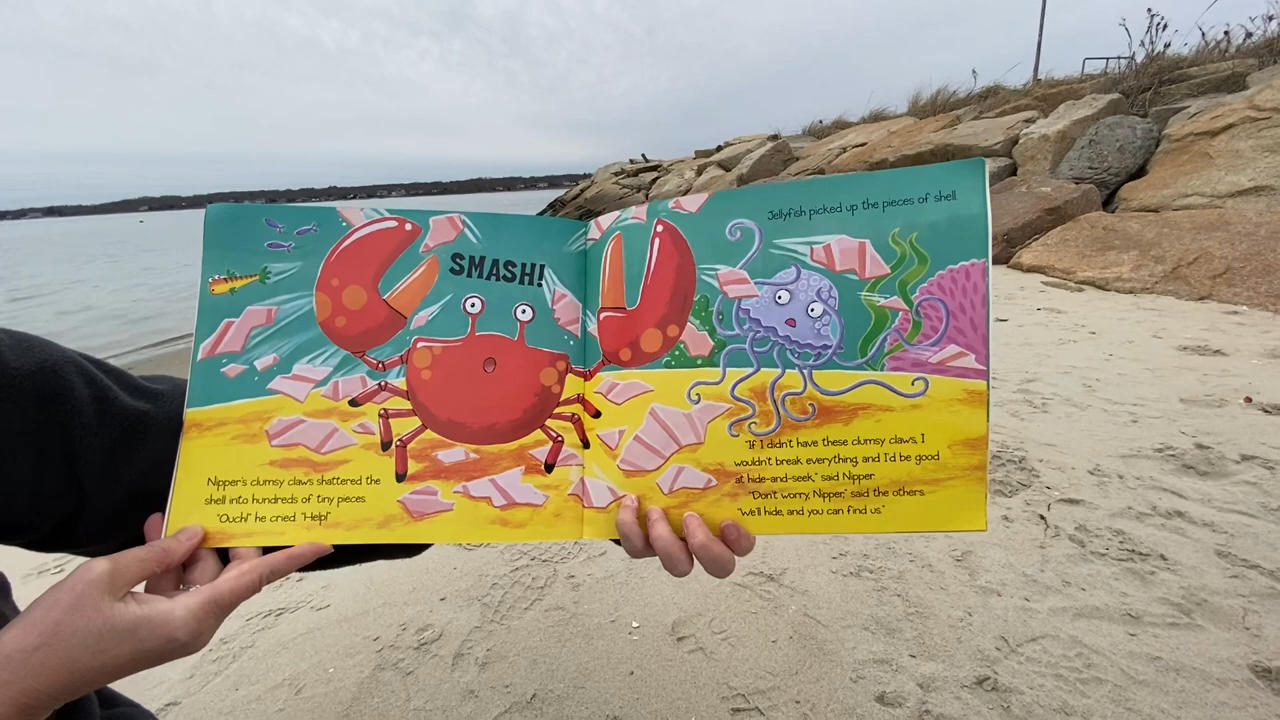 SMASH!
Nipper's clumsy claws shattered the
shell into hundreds of tiny pieces.
"Ouch!" he cried. "Help!"
Jellyfish picked up the pieces of shell.
"If I didn't have these clumsy claws, I
wouldn't break everything, and I'd be good
at hide-and-seek," said Nipper.
"Don't worry, Nipper," said the others.
"We'll hide, and you can find us."